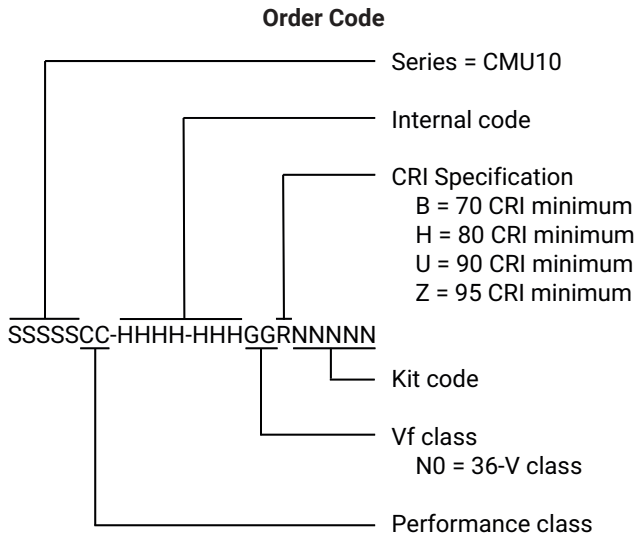 Order Code
Series = CMU10
Internal code
CRI Specification
B = 70 CRI minimum
H = 80 CRI minimum
U = 90 CRI minimum
Z = 95 CRI minimum
SSSSSCC-HHHH-HHHGGRNNNNN
Kit code
Vf class
N0 = 36-V class
Performance class